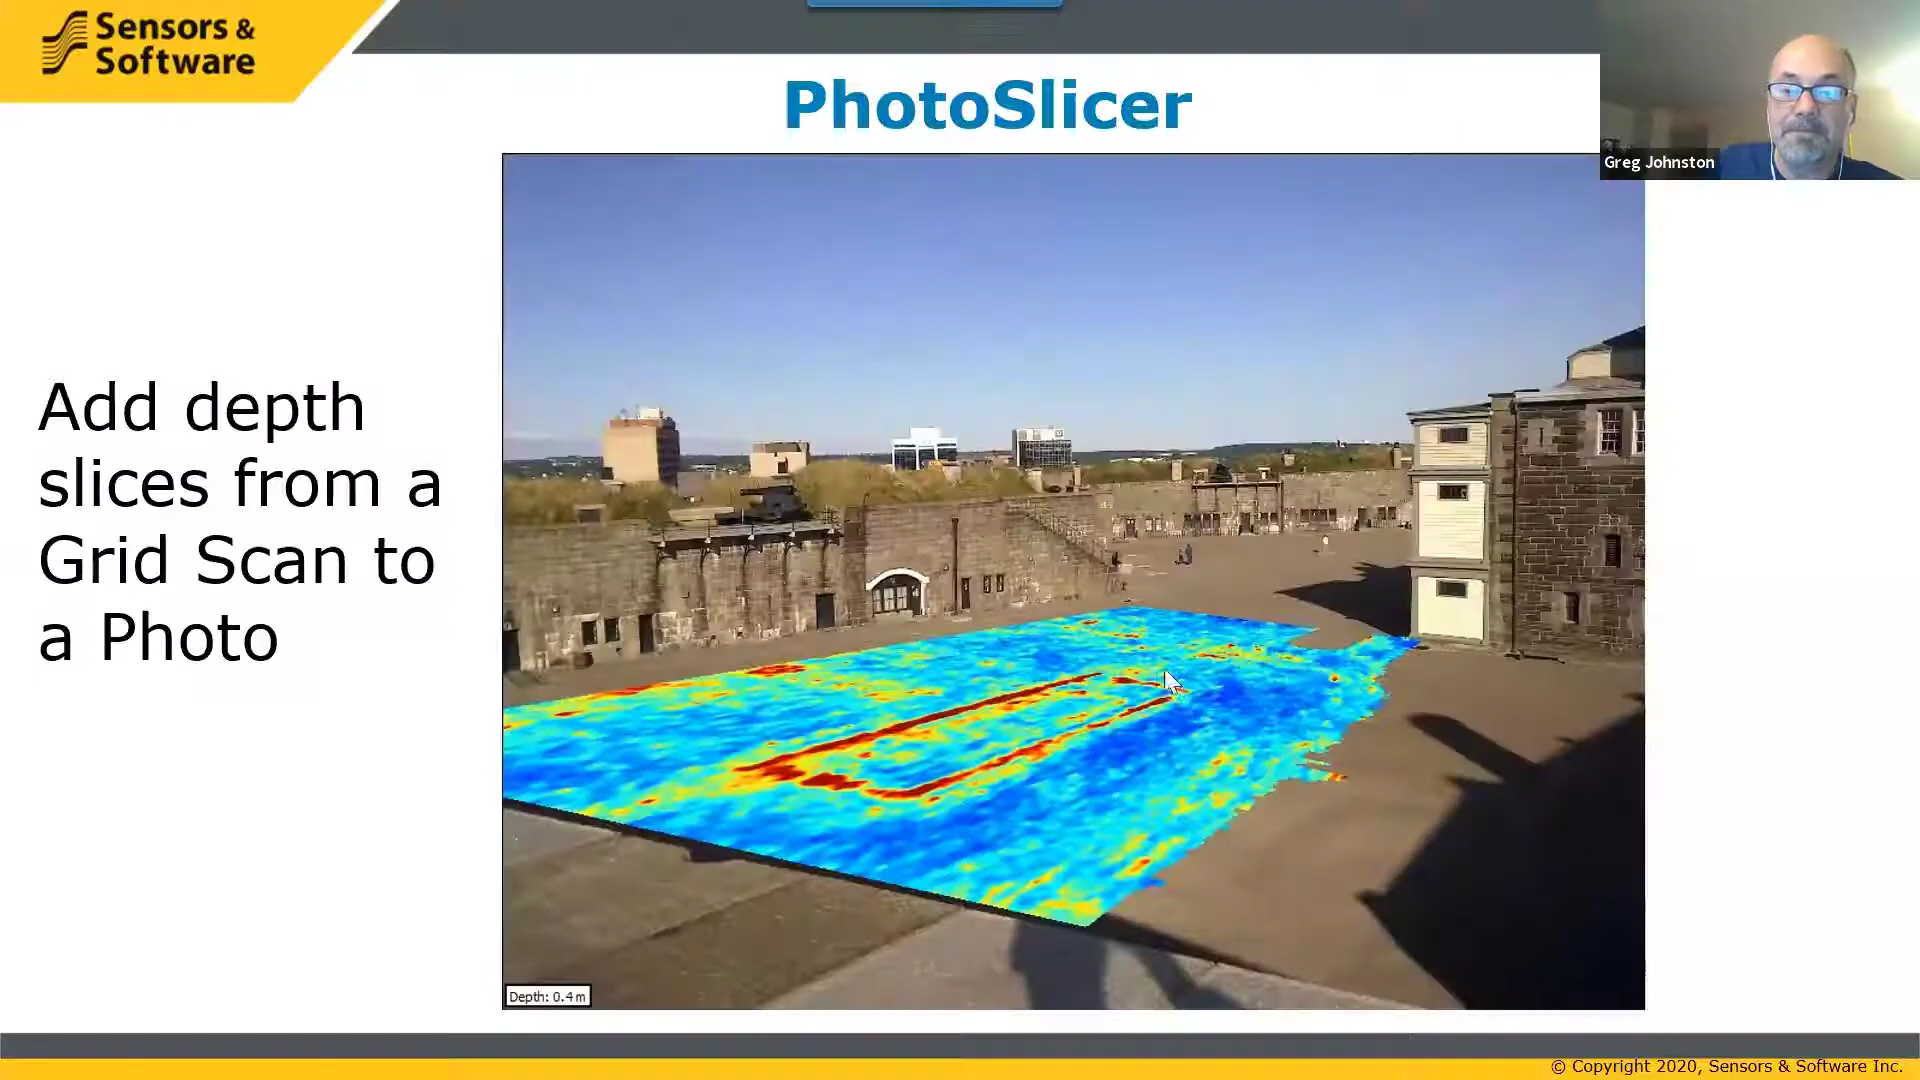 Sensors &
Software
PhotoSlicer
Greg Johnston
Add depth
slices from a
Grid Scan to
a Photo
Depth: 0.4 m
© Copyright 2020, Sensors & Software Inc.